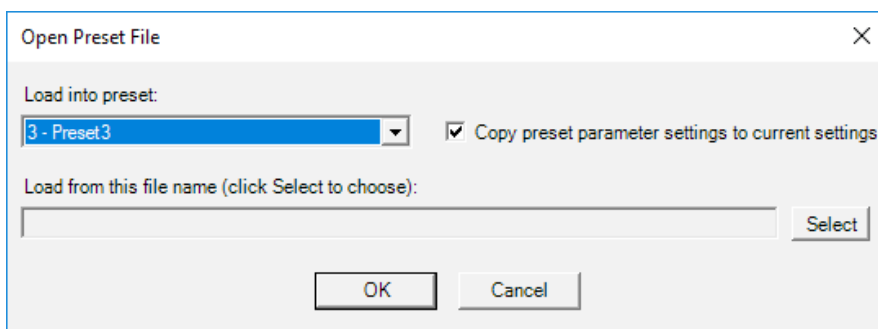 Open Preset File
Load into preset:
3 - Preset3
Copy preset parameter settings to current settings
Load from this file name (click Select to choose):
Select
OK
Cancel